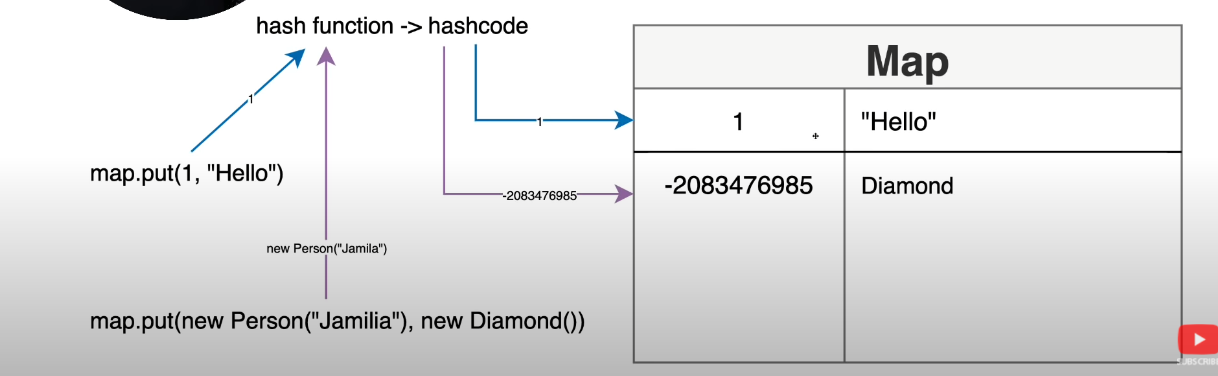 hash function -> hashcode
1
1
map.put(1, "Hello")
new Person("Jamila")
map.put(new Person("Jamilia"), new Diamond())
-2083476985
Map
1 "Hello"
-2083476985 Diamond
SUBSCRIBE